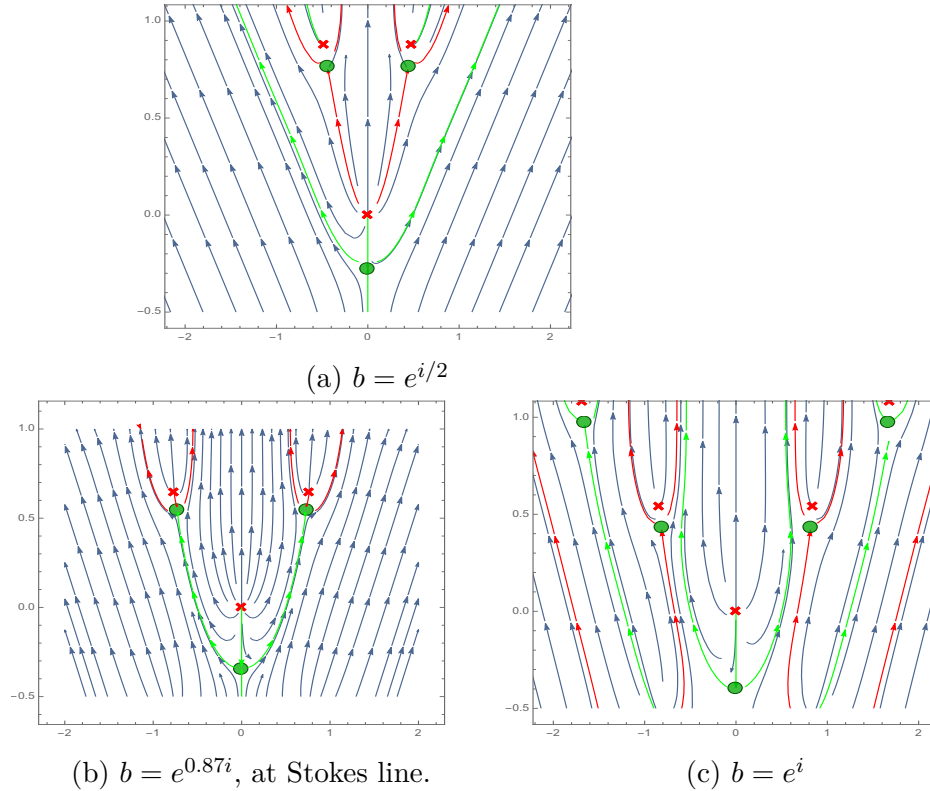 1.0
0.5
0.0
−0.5
−2 −1 0 1 2
(a) b = e^{i/2}
1.0 1.0
0.5 0.5
0.0 0.0
−0.5 −0.5
−2 −1 0 1 2 −2 −1 0 1 2
(b) b = e^{0.87i}, at Stokes line. (c) b = e^i